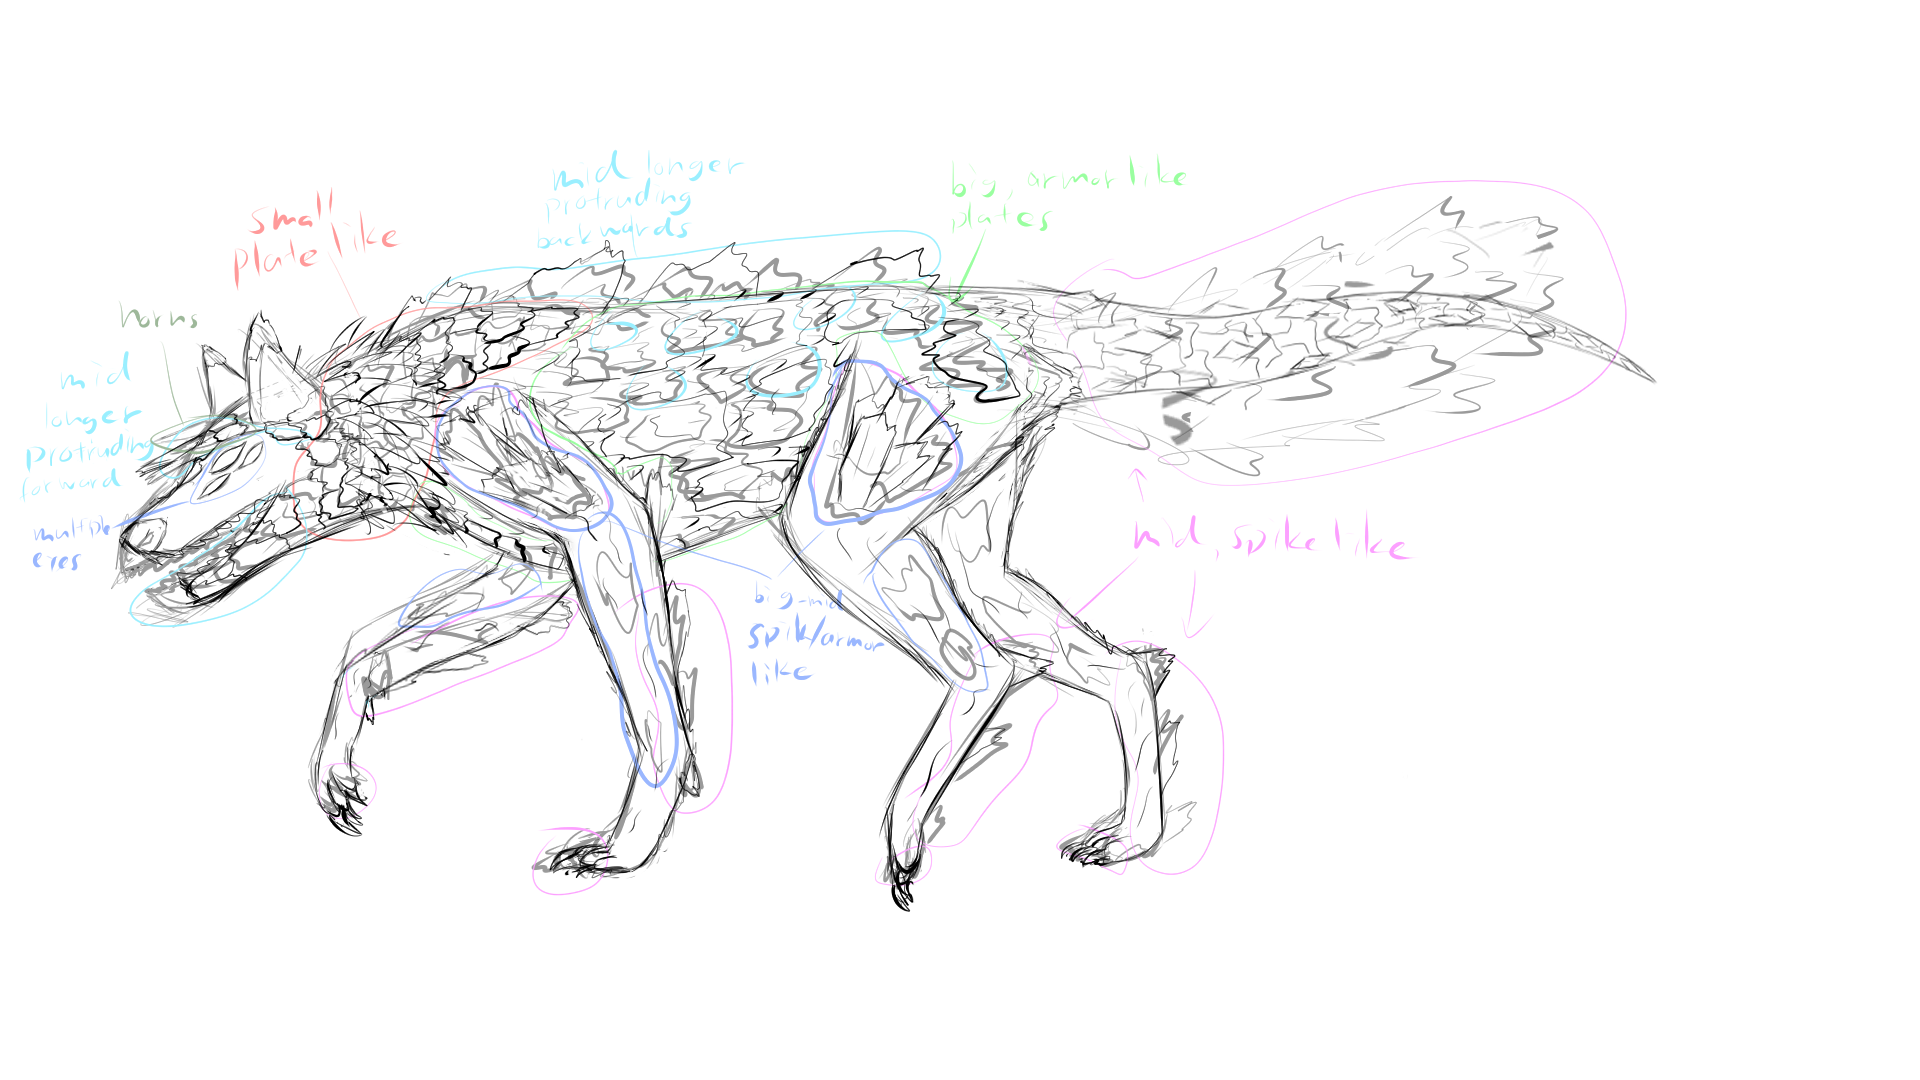 mid longer
protruding
backwards
big, armor like
plates
small
plate like
horns
mid
longer
protruding
forward
multiple
eyes
mid, spike like
big-mid
spik/armor
like